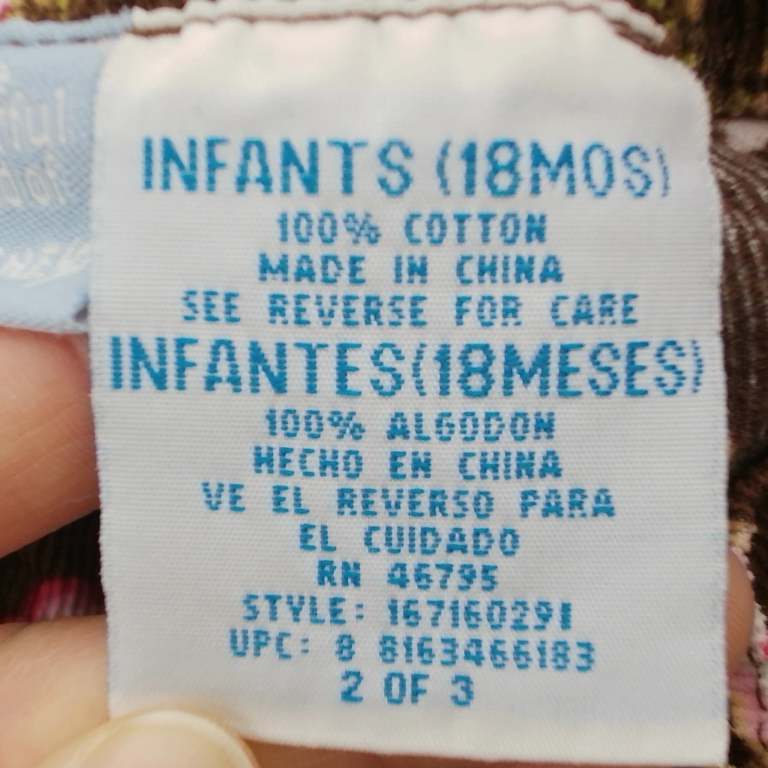 INFANTS (18MOS)
100% COTTON
MADE IN CHINA
SEE REVERSE FOR CARE
INFANTES(18MESES)
100% ALGODON
HECHO EN CHINA
VE EL REVERSO PARA
EL CUIDADO
RN 46795
STYLE: 167160291
UPC: 8 8163466183
2 OF 3